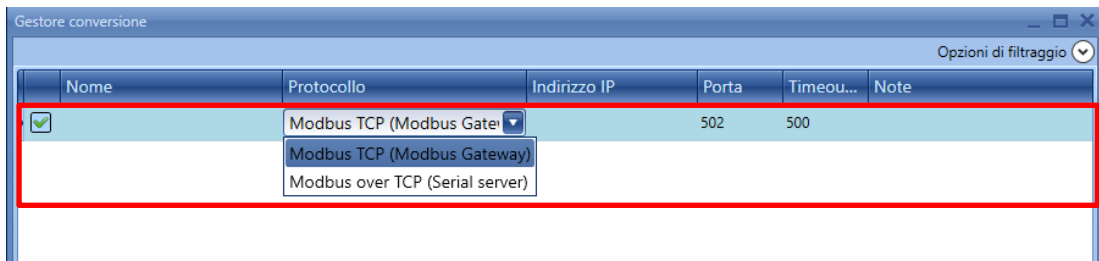 Gestore conversione
Opzioni di filtraggio
Nome Protocollo Indirizzo IP Porta Timeou... Note
Modbus TCP (Modbus Gatev 502 500
Modbus TCP (Modbus Gateway)
Modbus over TCP (Serial server)